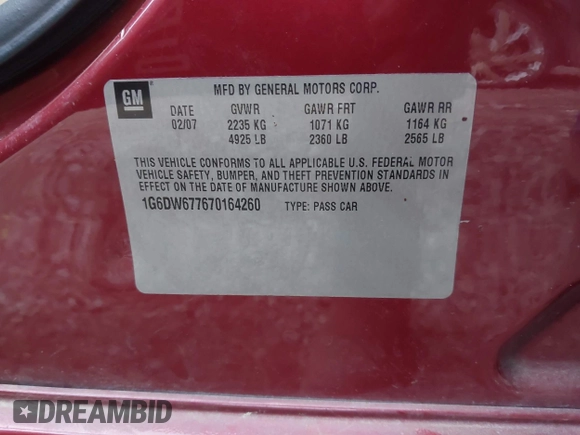 GM
MFD BY GENERAL MOTORS CORP.
DATE GVWR GAWR FRT GAWR RR
02/07 2235 KG 1071 KG 1164 KG
4925 LB 2360 LB 2565 LB
THIS VEHICLE CONFORMS TO ALL APPLICABLE U.S. FEDERAL MOTOR
VEHICLE SAFETY, BUMPER, AND THEFT PREVENTION STANDARDS IN
EFFECT ON THE DATE OF MANUFACTURE SHOWN ABOVE.
1G6DW677670164260 TYPE: PASS CAR
DREAMBID